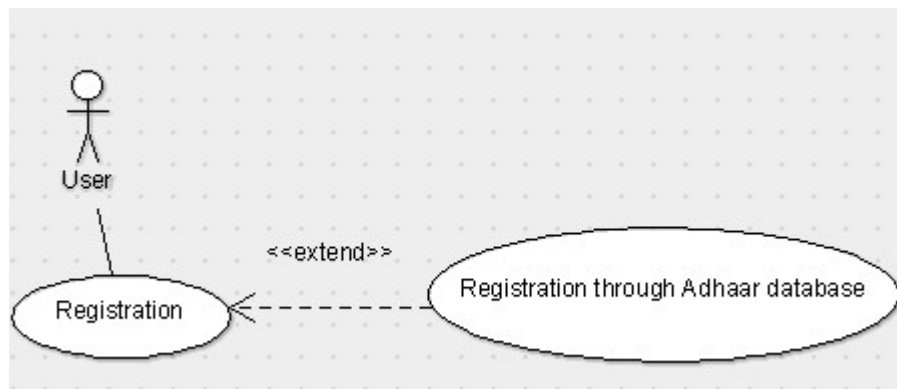 User
<<extend>>
Registration
Registration through Adhaar database